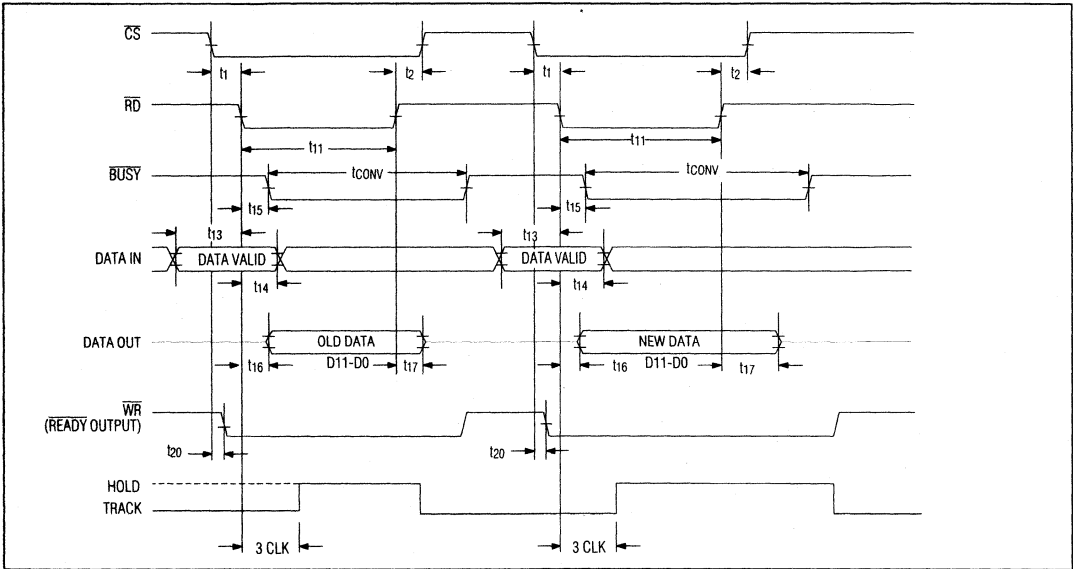 CS
t1
t2
t1
t2
RD
t11
t11
BUSY
tCONV
tCONV
t15
t15
t13
t13
DATA IN
DATA VALID
DATA VALID
t14
t14
DATA OUT
OLD DATA
NEW DATA
t16
D11-D0
t17
t16
D11-D0
t17
WR
(READY OUTPUT)
t20
t20
HOLD
TRACK
3 CLK
3 CLK